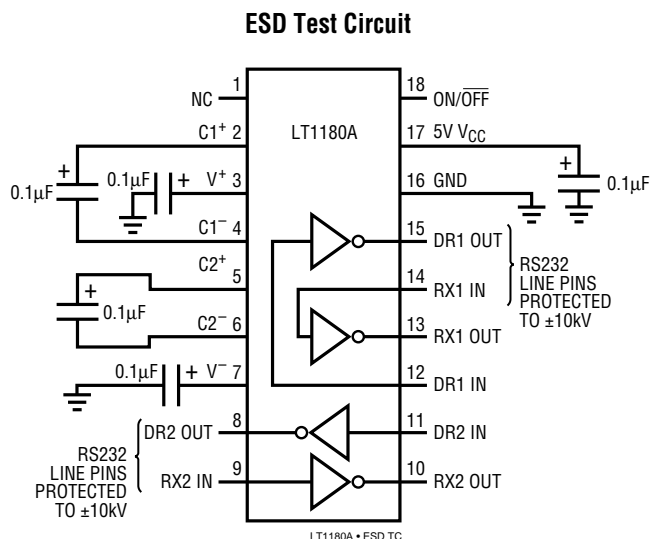 ESD Test Circuit
LT1180A
1
NC
C1+ 2
0.1µF
+
V+ 3
0.1µF +
C1− 4
C2+
5
+
0.1µF
C2− 6
V− 7
0.1µF +
8
DR2 OUT
9
RX2 IN
RS232
LINE PINS
PROTECTED
TO ±10kV
18
ON/O̅F̅F̅
17 5V VCC
+
0.1µF
16 GND
15
DR1 OUT
14
RX1 IN
RS232
LINE PINS
PROTECTED
TO ±10kV
13
RX1 OUT
12
DR1 IN
11
DR2 IN
10
RX2 OUT
LT1180A • ESD TC